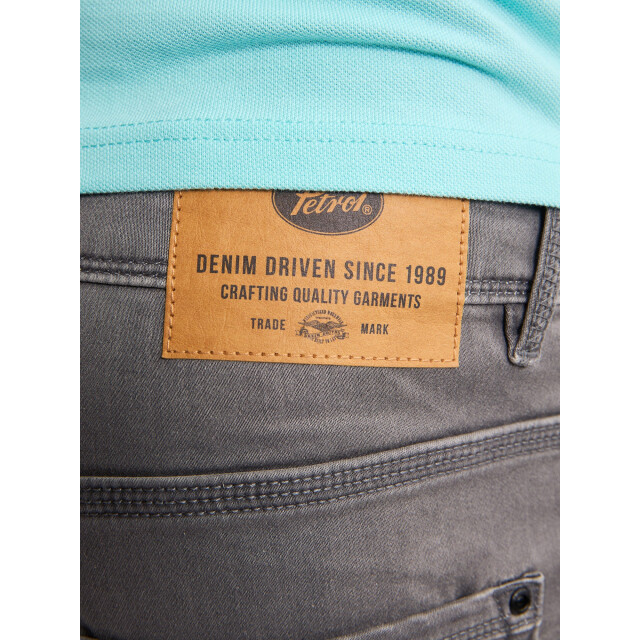 Petrol®
DENIM DRIVEN SINCE 1989
CRAFTING QUALITY GARMENTS
TRADE MARK